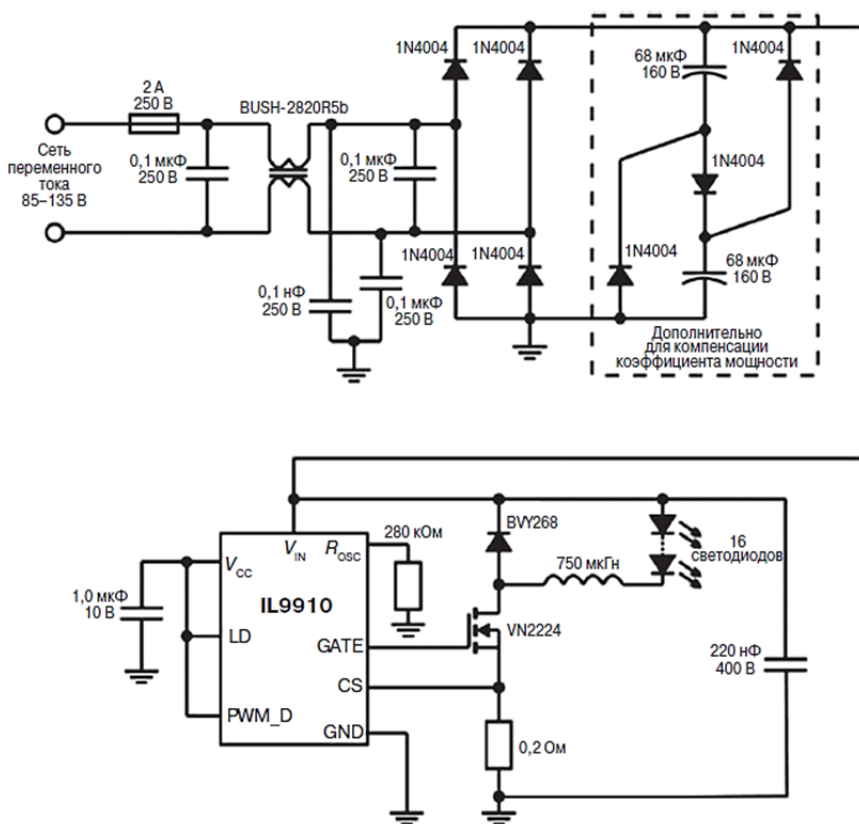 1N4004
1N4004
68 мкФ
160 В
1N4004
2 А
250 В
BUSH-2820R5b
Сеть
переменного
тока
85–135 В
0,1 мкФ
250 В
0,1 мкФ
250 В
1N4004
1N4004
1N4004
1N4004
68 мкФ
160 В
0,1 нФ
250 В
0,1 мкФ
250 В
Дополнительно
для компенсации
коэффициента мощности
280 кОм
BVY268
16
светодиодов
VIN
ROSC
VCC
750 мкГн
1,0 мкФ
10 В
IL9910
LD
GATE
VN2224
220 нФ
400 В
CS
PWM_D
GND
0,2 Ом